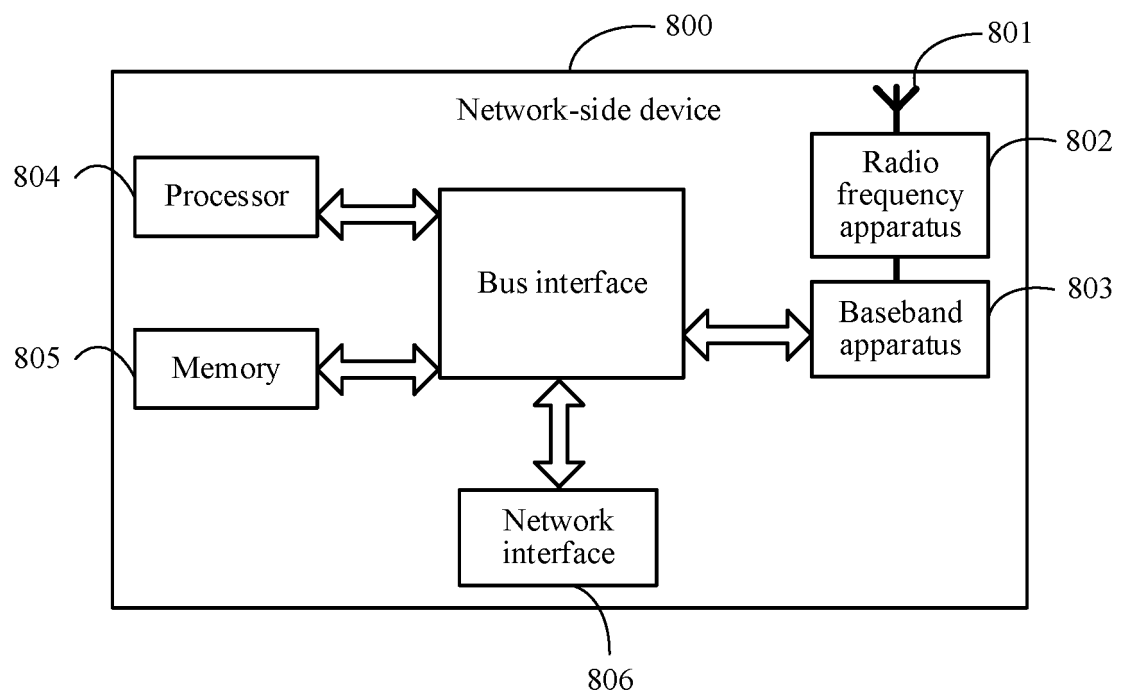 800
801
Network-side device
802
804
Processor
Radio
frequency
apparatus
Bus interface
803
Baseband
apparatus
805
Memory
Network
interface
806